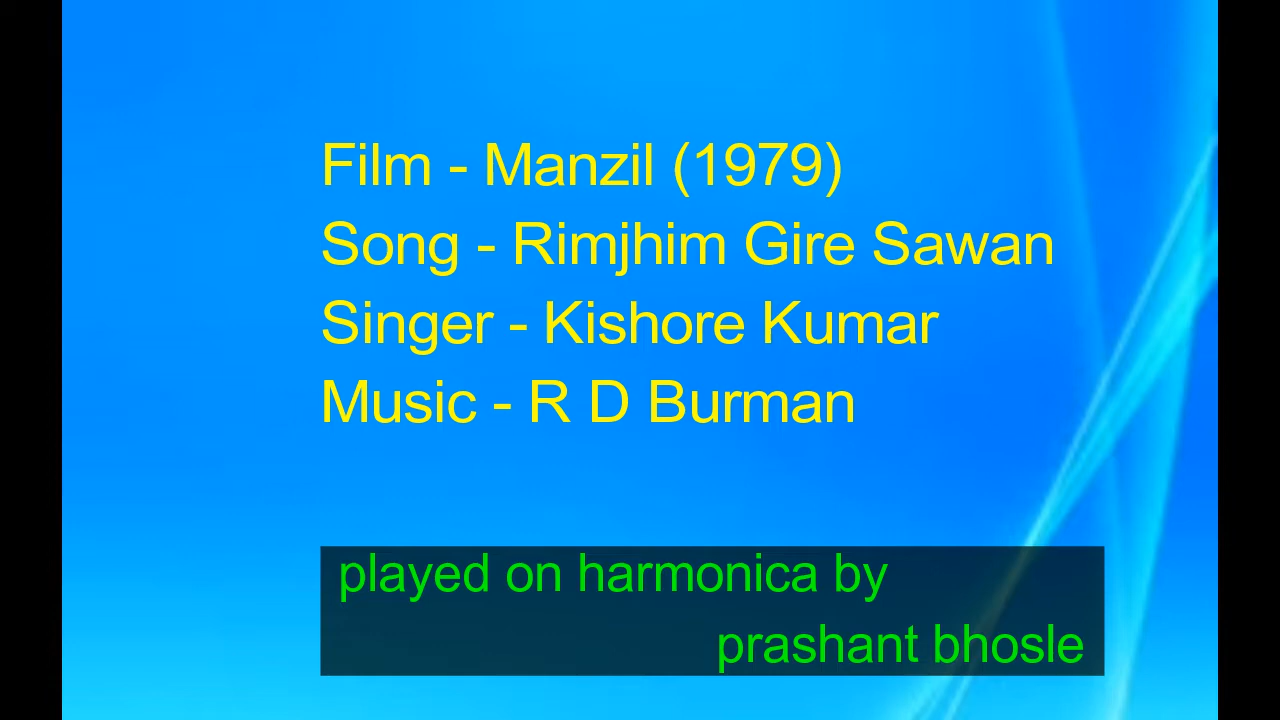 Film - Manzil (1979)
Song - Rimjhim Gire Sawan
Singer - Kishore Kumar
Music - R D Burman
played on harmonica by
prashant bhosle